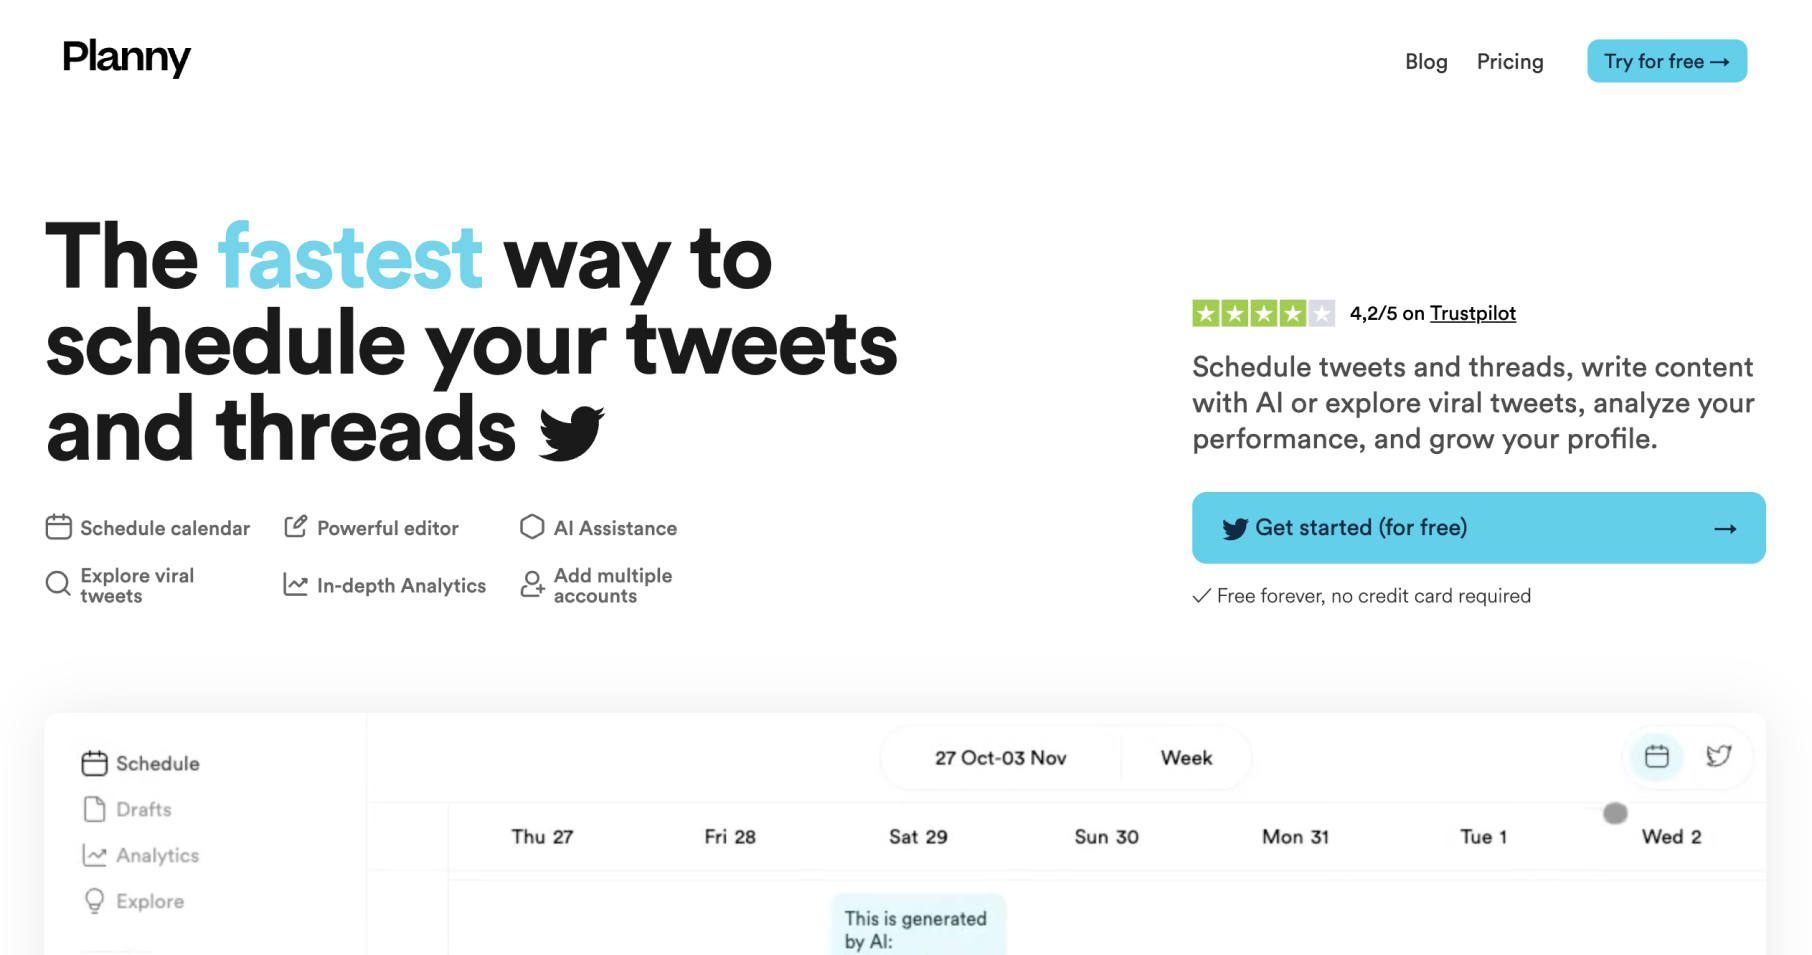 Planny
Blog
Pricing
Try for free →
The fastest way to
schedule your tweets
and threads
Schedule calendar
Powerful editor
AI Assistance
Explore viral
tweets
In-depth Analytics
Add multiple
accounts
4,2/5 on Trustpilot
Schedule tweets and threads, write content
with AI or explore viral tweets, analyze your
performance, and grow your profile.
Get started (for free) →
Free forever, no credit card required
Schedule
Drafts
Analytics
Explore
27 Oct-03 Nov
Week
Thu 27
Fri 28
Sat 29
Sun 30
Mon 31
Tue 1
Wed 2
This is generated
by AI: